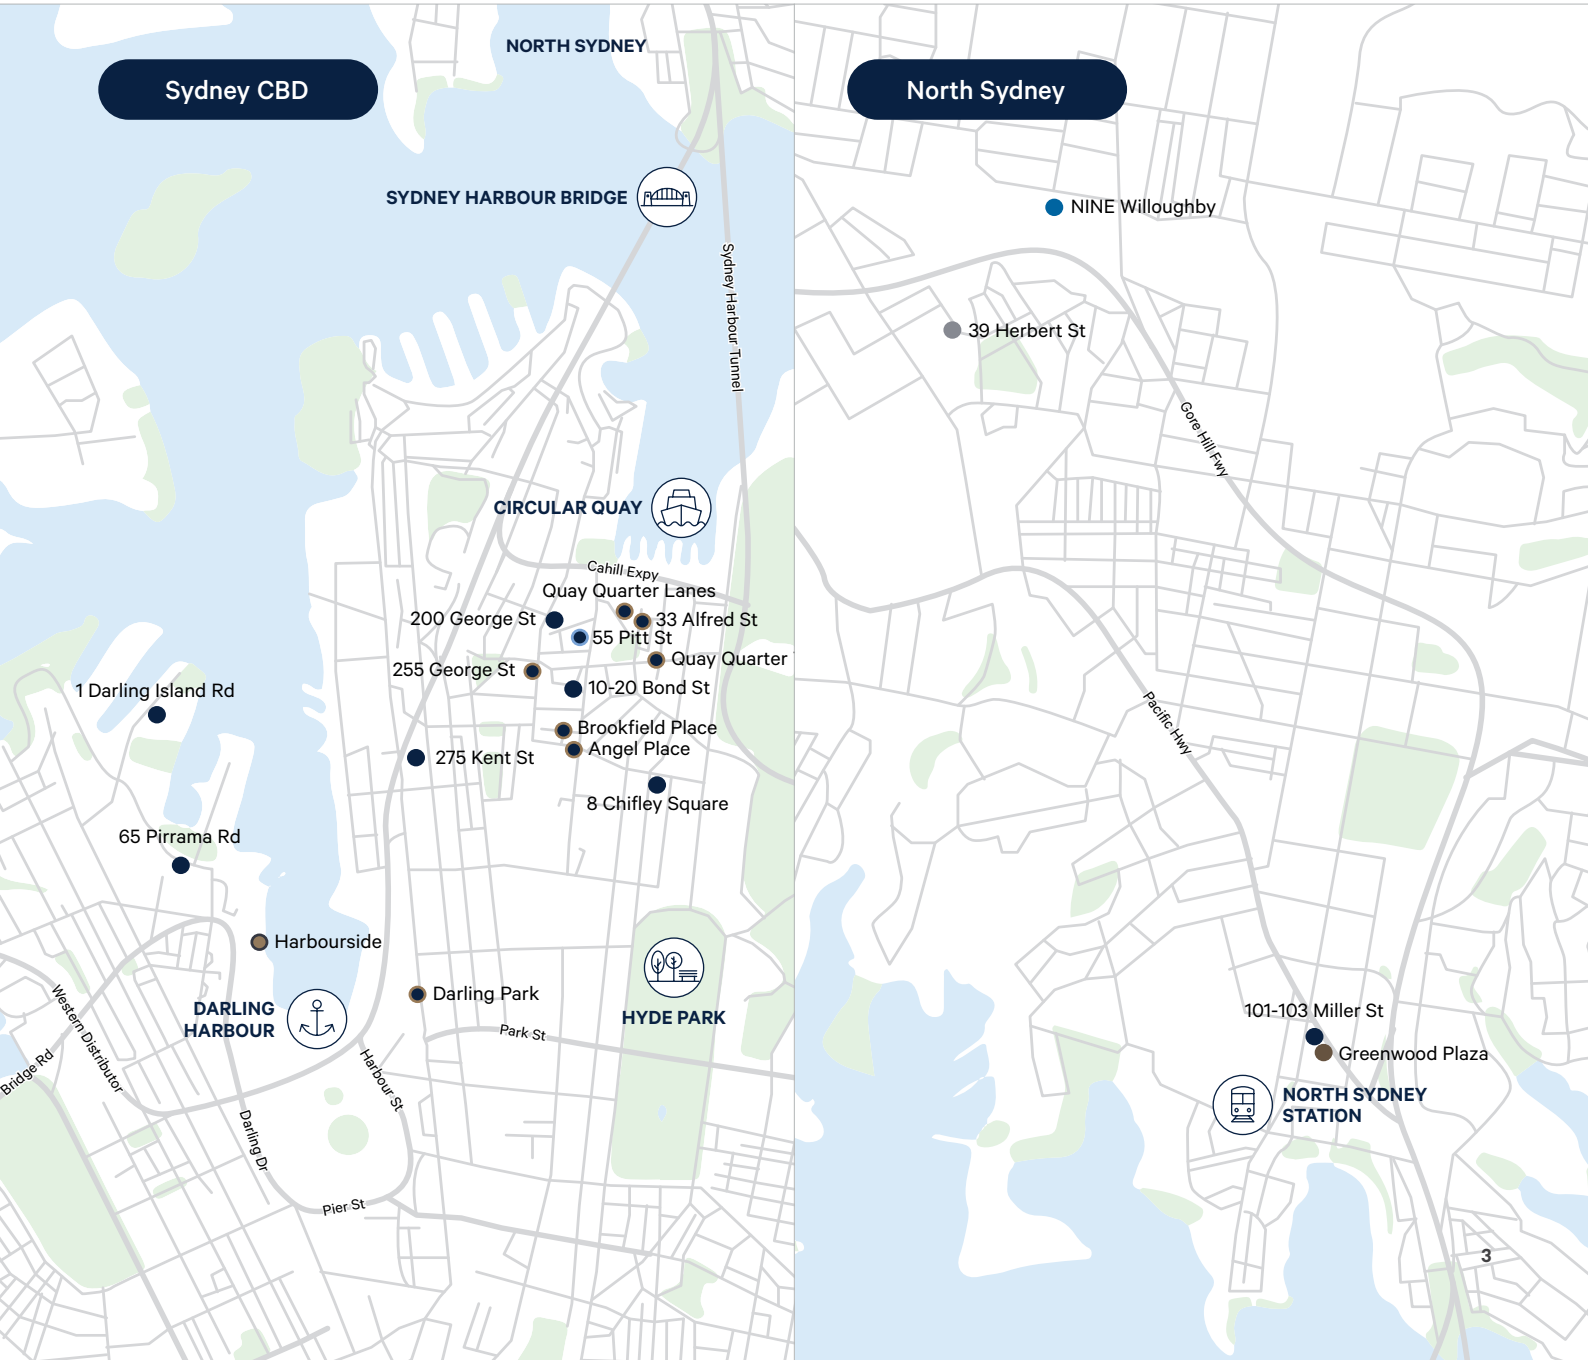 NORTH SYDNEY
Sydney CBD
SYDNEY HARBOUR BRIDGE
Sydney Harbour Tunnel
CIRCULAR QUAY
Cahill Expy
Quay Quarter Lanes
200 George St
33 Alfred St
55 Pitt St
Quay Quarter
255 George St
10-20 Bond St
1 Darling Island Rd
Brookfield Place
Angel Place
275 Kent St
8 Chifley Square
65 Pirrama Rd
Harbourside
Darling Park
DARLING
HARBOUR
HYDE PARK
Park St
Western Distributor
Bridge Rd
Harbour St
Darling Dr
Pier St
North Sydney
NINE Willoughby
39 Herbert St
Gore Hill Fwy
Pacific Hwy
101-103 Miller St
Greenwood Plaza
NORTH SYDNEY
STATION
3